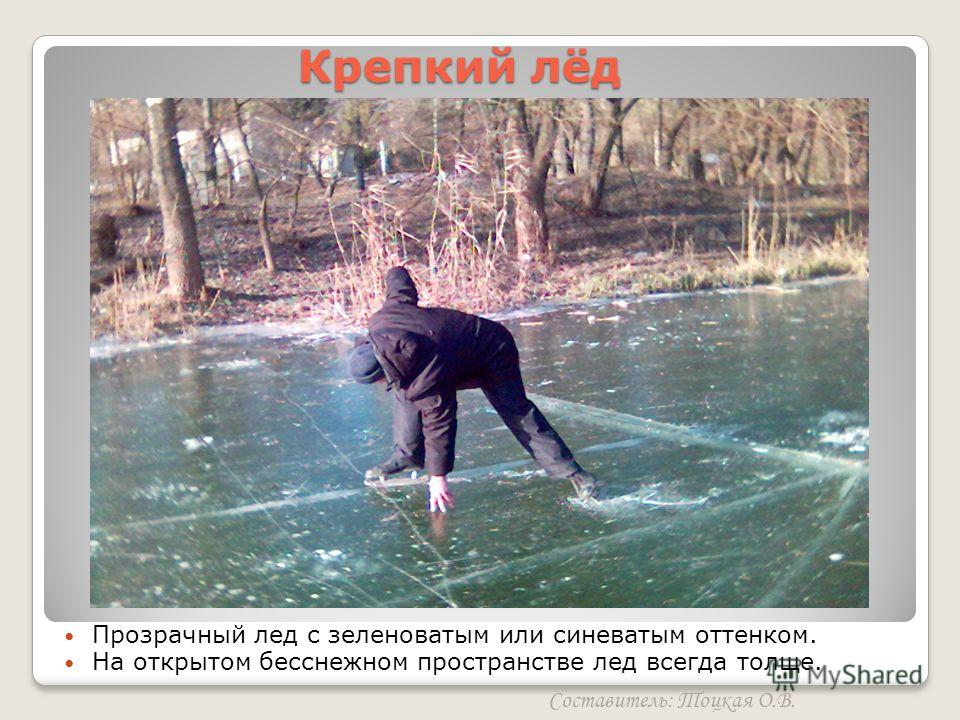 Крепкий лёд
Прозрачный лед с зеленоватым или синеватым оттенком.
На открытом бесснежном пространстве лед всегда толще.
MyShared
Составитель: Тоцкая О.В.